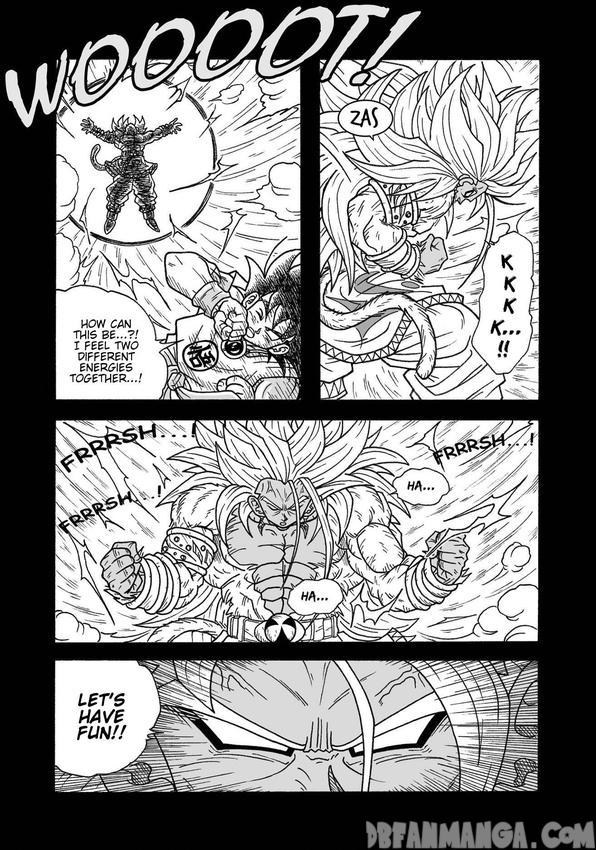 WOOOOT!
HOW CAN
THIS BE...?!
I FEEL TWO
DIFFERENT
ENERGIES
TOGETHER...!
ZAS
K
K
K
K...
!!
FRRRSH...!
FRRRSH...!
FRRRSH...!
FRRRSH...!
HA...
HA...
LET'S
HAVE
FUN!!
DBFANMANGA.COM